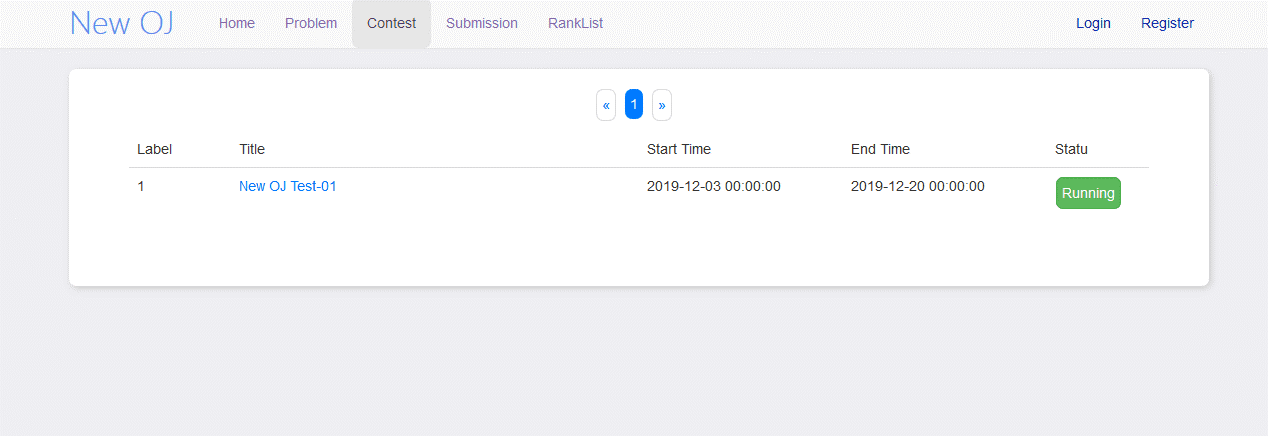 New OJ Home Problem Contest Submission RankList Login Register
« 1 »
Label Title Start Time End Time Statu
1 New OJ Test-01 2019-12-03 00:00:00 2019-12-20 00:00:00 Running